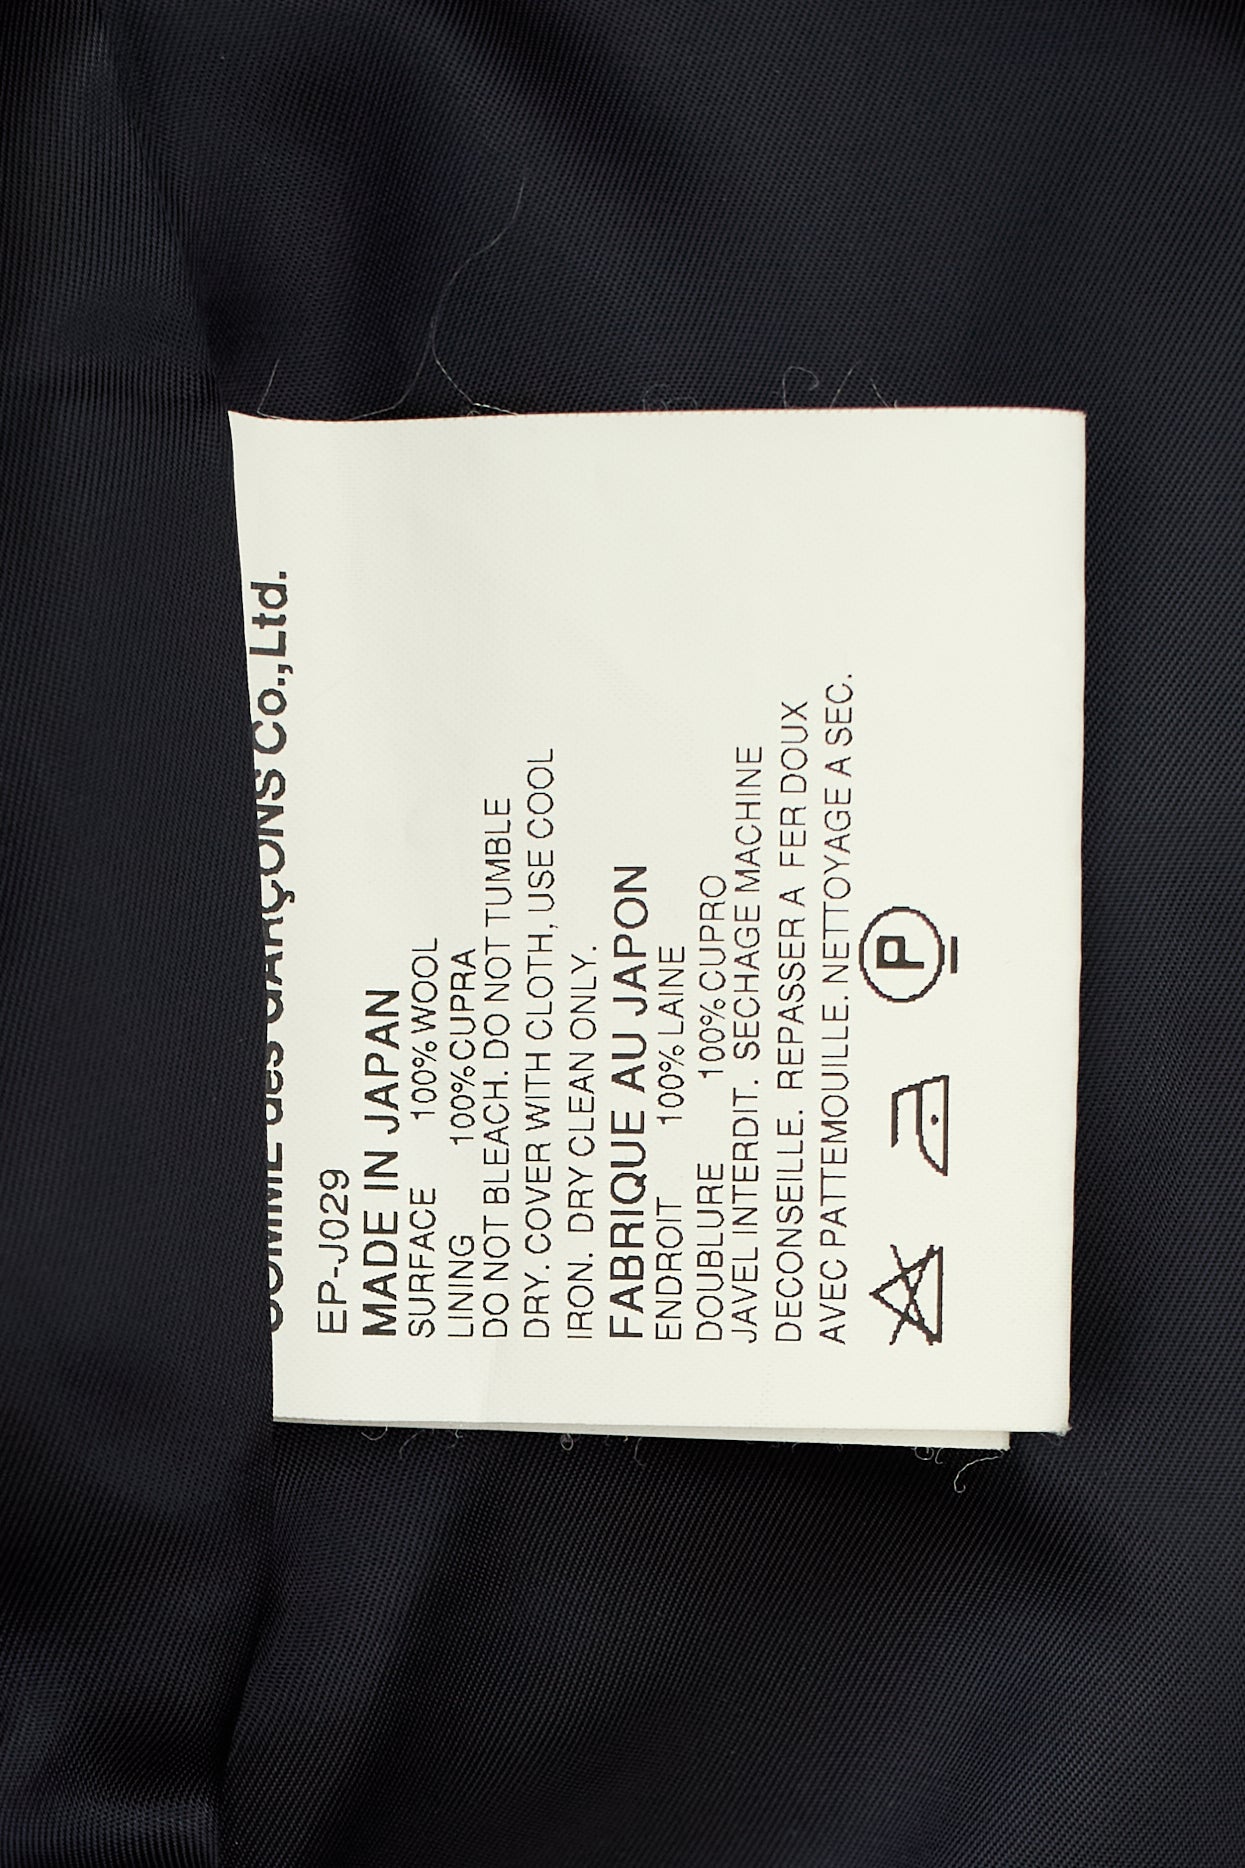 COMME des GARÇONS Co.,Ltd.
EP-J029
MADE IN JAPAN
SURFACE 100% WOOL
LINING 100% CUPRA
DO NOT BLEACH. DO NOT TUMBLE
DRY. COVER WITH CLOTH, USE COOL
IRON. DRY CLEAN ONLY.
FABRIQUE AU JAPON
ENDROIT 100% LAINE
DOUBLURE 100% CUPRO
JAVEL INTERDIT. SECHAGE MACHINE
DECONSEILLE. REPASSER A FER DOUX
AVEC PATTEMOUILLE. NETTOYAGE A SEC.
P